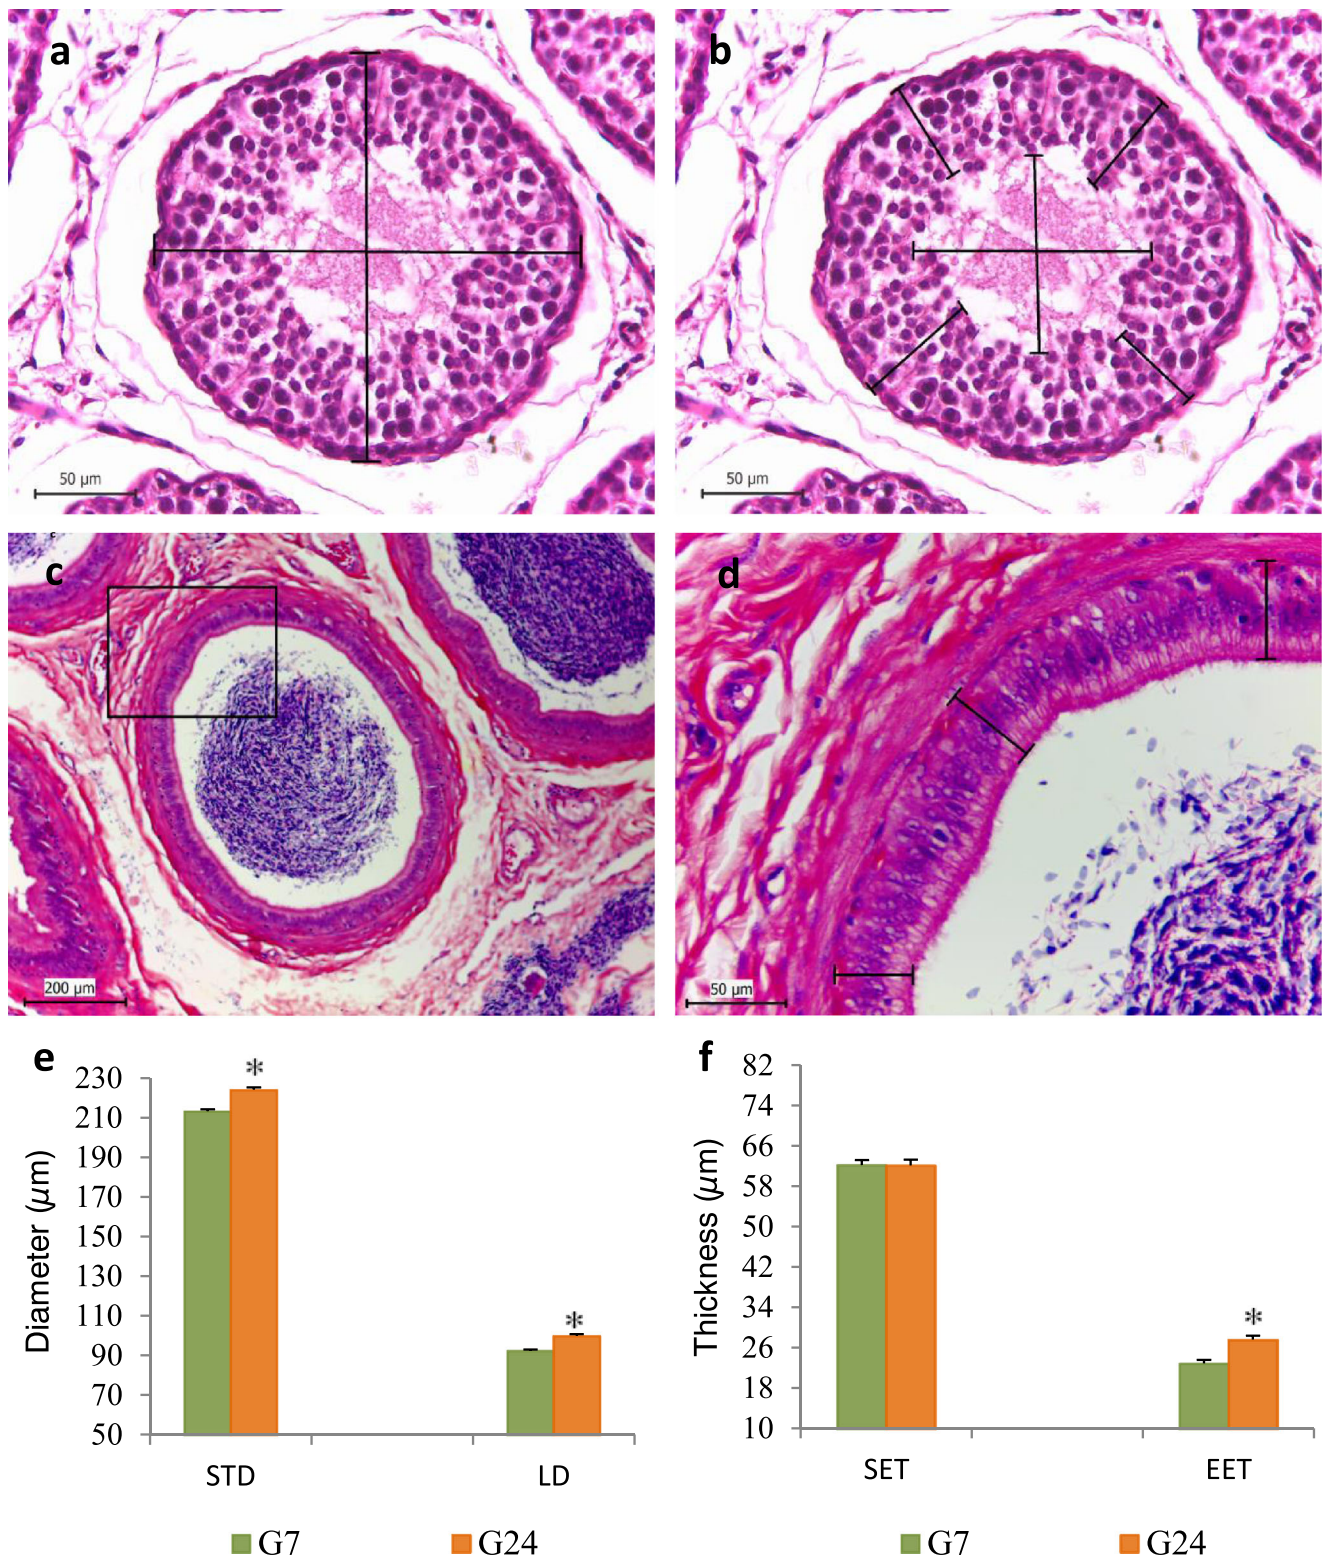 a
b
50 µm
50 µm
c
d
200 µm
50 µm
e
f
Diameter (µm)
230
210
190
170
150
130
110
90
70
50
*
*
STD
LD
G7
G24
Thickness (µm)
82
74
66
58
50
42
34
26
18
10
*
SET
EET
G7
G24